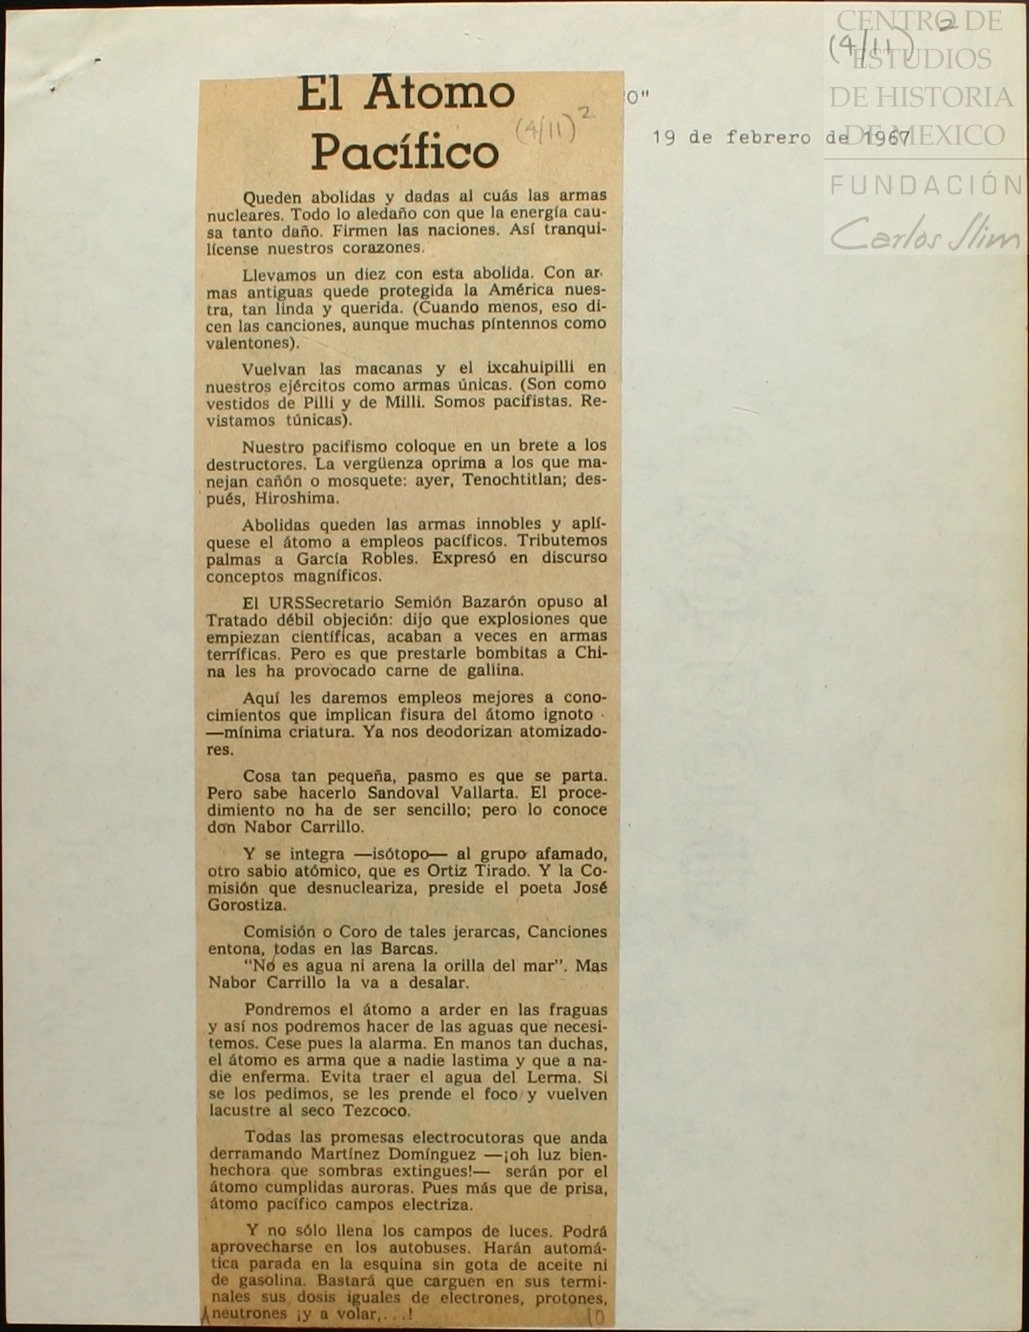 CENTRO DE
ESTUDIOS
DE HISTORIA
DE MEXICO
FUNDACIÓN
Carlos Slim
(4/11) 2
O"
19 de febrero de 1967
El Atomo
Pacífico
(4/11) 2
Queden abolidas y dadas al cuás las armas
nucleares. Todo lo aledaño con que la energía cau-
sa tanto daño. Firmen las naciones. Así tranqui-
lícense nuestros corazones.
Llevamos un diez con esta abolida. Con ar-
mas antiguas quede protegida la América nues-
tra, tan linda y querida. (Cuando menos, eso di-
cen las canciones, aunque muchas píntennos como
valentones).
Vuelvan las macanas y el ixcahuipilli en
nuestros ejércitos como armas únicas. (Son como
vestidos de Pilli y de Milli. Somos pacifistas. Re-
vistamos túnicas).
Nuestro pacifismo coloque en un brete a los
destructores. La vergüenza oprima a los que ma-
nejan cañón o mosquete: ayer, Tenochtitlan; des-
pués, Hiroshima.
Abolidas queden las armas innobles y aplí-
quese el átomo a empleos pacíficos. Tributemos
palmas a García Robles. Expresó en discurso
conceptos magníficos.
El URSSecretario Semión Bazarón opuso al
Tratado débil objeción: dijo que explosiones que
empiezan científicas, acaban a veces en armas
terríficas. Pero es que prestarle bombitas a Chi-
na les ha provocado carne de gallina.
Aquí les daremos empleos mejores a cono-
cimientos que implican fisura del átomo ignoto
—mínima criatura. Ya nos deodorizan atomizado-
res.
Cosa tan pequeña, pasmo es que se parta.
Pero sabe hacerlo Sandoval Vallarta. El proce-
dimiento no ha de ser sencillo; pero lo conoce
don Nabor Carrillo.
Y se integra —isótopo— al grupo afamado,
otro sabio atómico, que es Ortiz Tirado. Y la Co-
misión que desnucleariza, preside el poeta José
Gorostiza.
Comisión o Coro de tales jerarcas, Canciones
entona, todas en las Barcas.
"No es agua ni arena la orilla del mar". Mas
Nabor Carrillo la va a desalar.
Pondremos el átomo a arder en las fraguas
y así nos podremos hacer de las aguas que necesi-
temos. Cese pues la alarma. En manos tan duchas,
el átomo es arma que a nadie lastima y que a na-
die enferma. Evita traer el agua del Lerma. Si
se los pedimos, se les prende el foco y vuelven
lacustre al seco Tezcoco.
Todas las promesas electrocutoras que anda
derramando Martínez Domínguez —¡oh luz bien-
hechora que sombras extingues!— serán por el
átomo cumplidas auroras. Pues más que de prisa,
átomo pacífico campos electriza.
Y no sólo llena los campos de luces. Podrá
aprovecharse en los autobuses. Harán automá-
tica parada en la esquina sin gota de aceite ni
de gasolina. Bastará que carguen en sus termi-
nales sus dosis iguales de electrones, protones,
neutrones ¡y a volar,...!
10